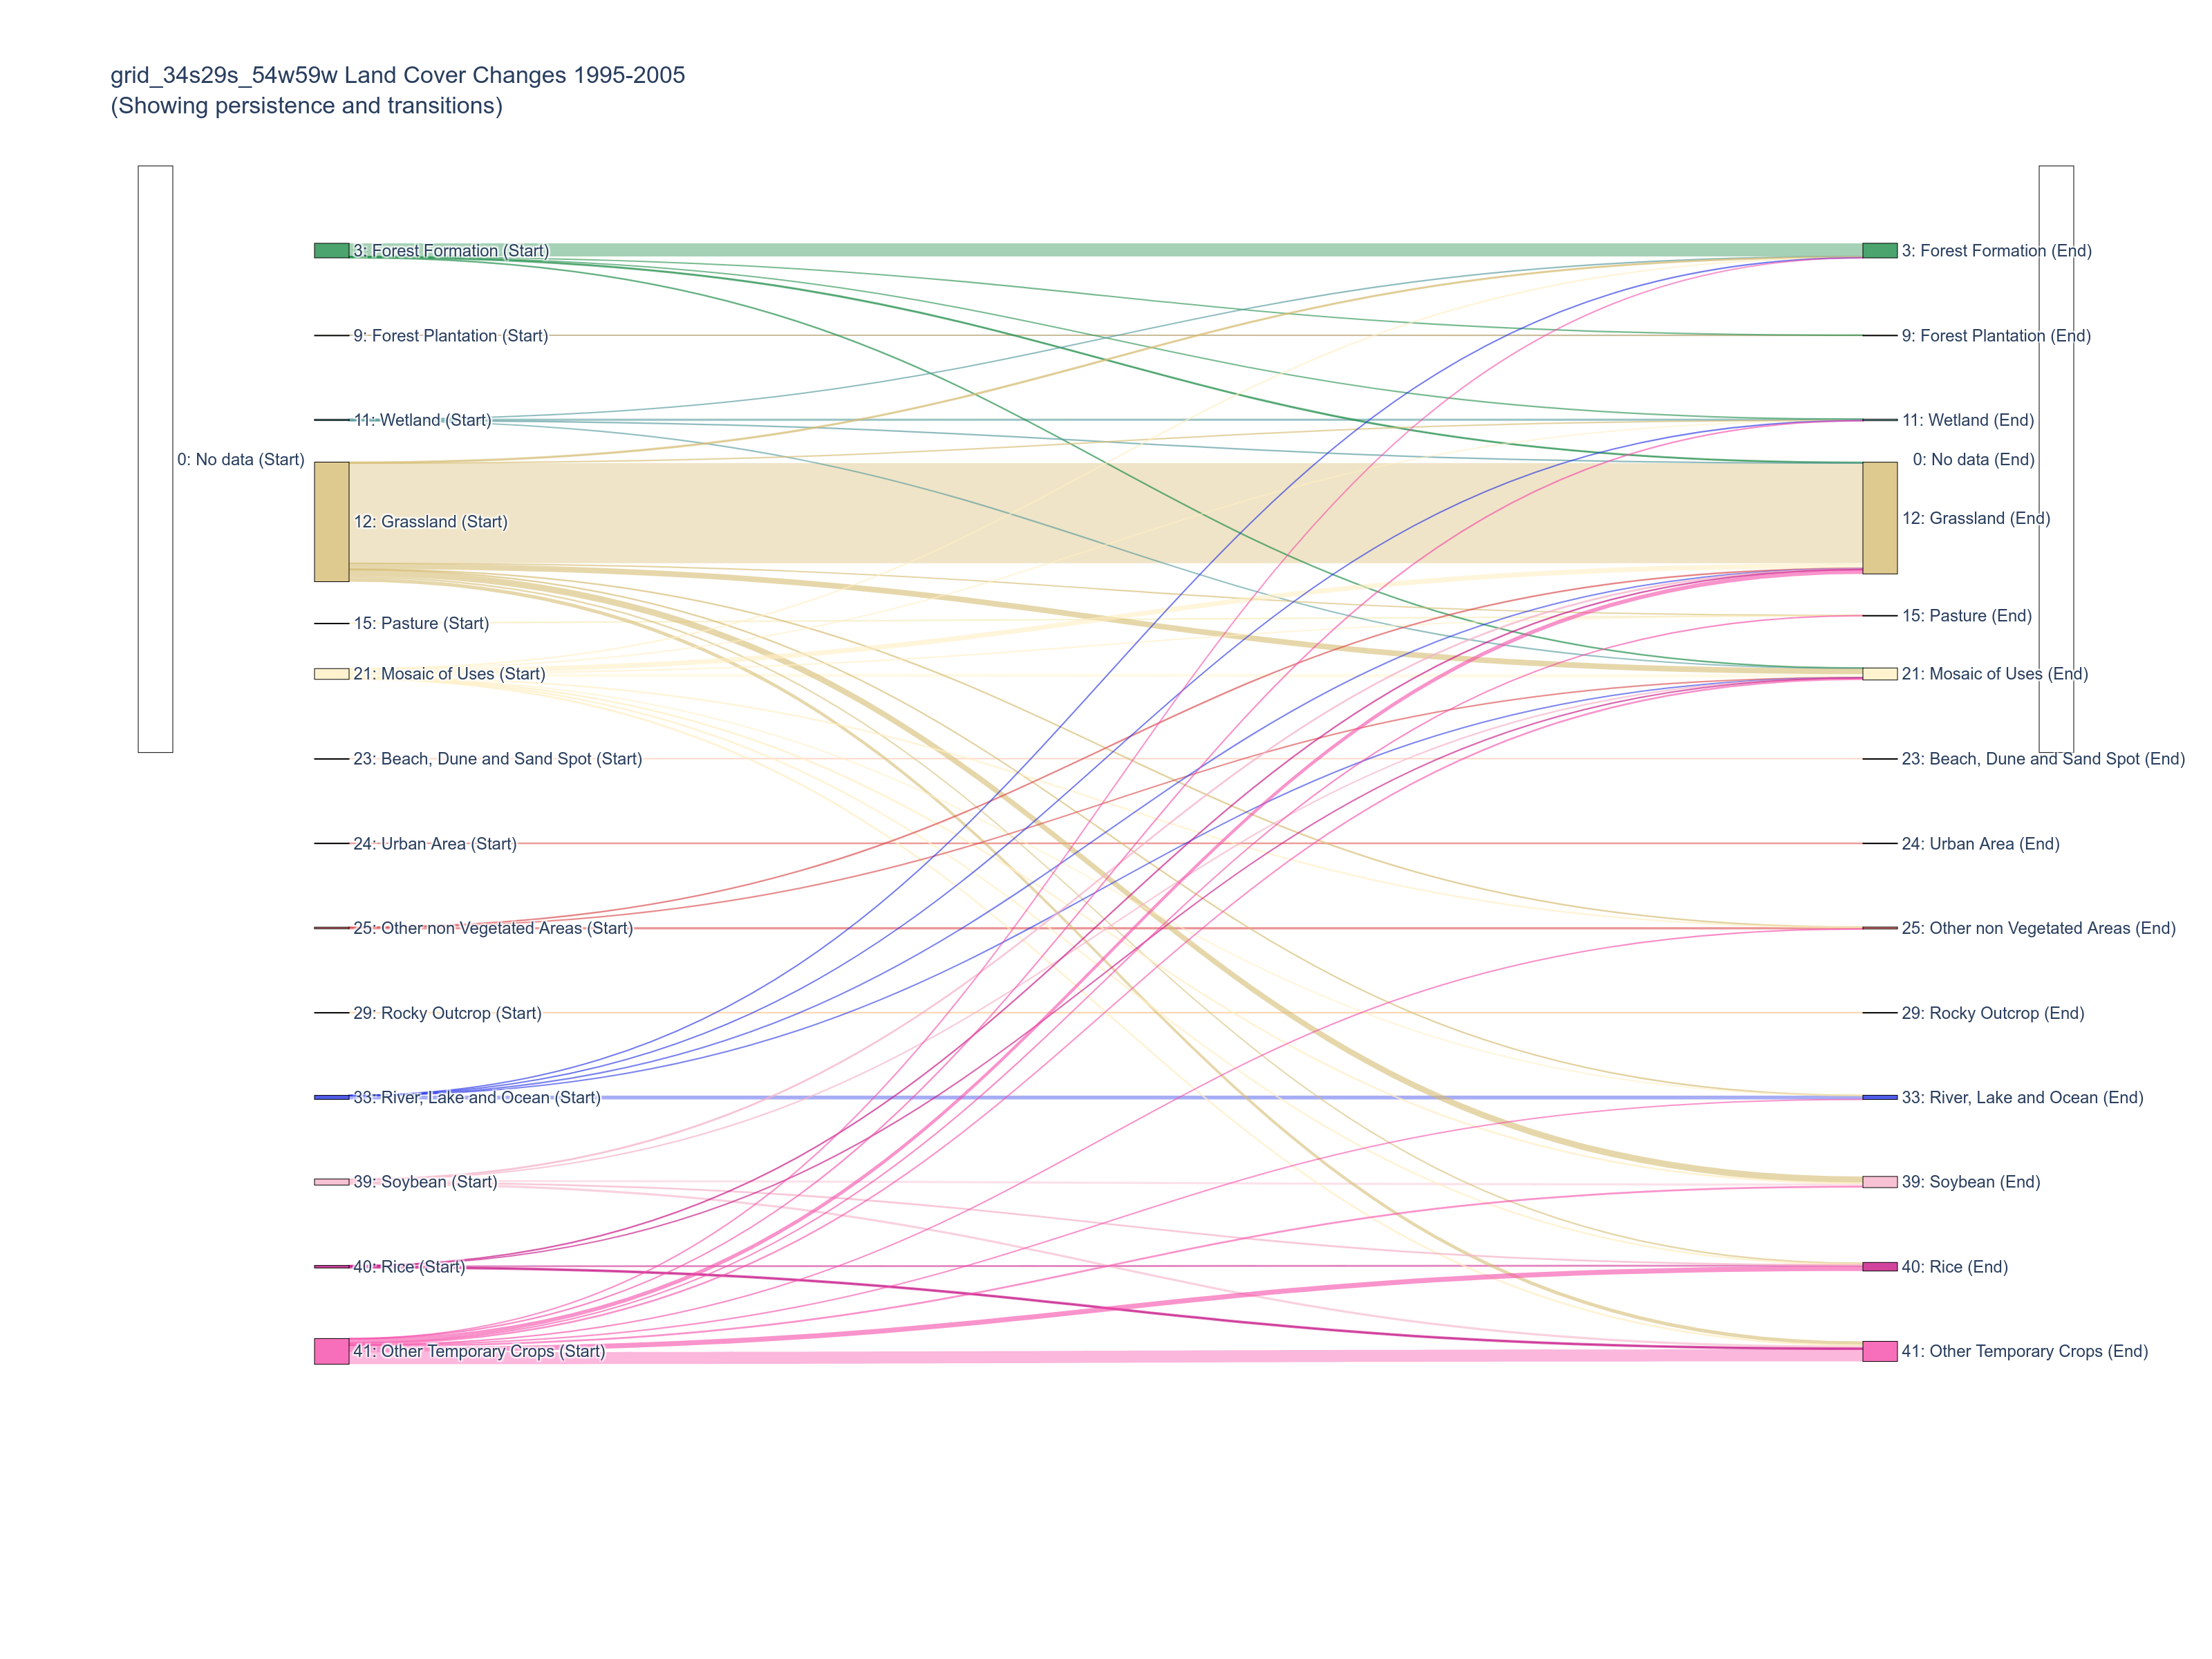 grid_34s29s_54w59w Land Cover Changes 1995-2005
(Showing persistence and transitions)
3: Forest Formation (Start)
3: Forest Formation (End)
9: Forest Plantation (Start)
9: Forest Plantation (End)
11: Wetland (Start)
11: Wetland (End)
0: No data (Start)
0: No data (End)
12: Grassland (Start)
12: Grassland (End)
15: Pasture (Start)
15: Pasture (End)
21: Mosaic of Uses (Start)
21: Mosaic of Uses (End)
23: Beach, Dune and Sand Spot (Start)
23: Beach, Dune and Sand Spot (End)
24: Urban Area (Start)
24: Urban Area (End)
25: Other non Vegetated Areas (Start)
25: Other non Vegetated Areas (End)
29: Rocky Outcrop (Start)
29: Rocky Outcrop (End)
33: River, Lake and Ocean (Start)
33: River, Lake and Ocean (End)
39: Soybean (Start)
39: Soybean (End)
40: Rice (Start)
40: Rice (End)
41: Other Temporary Crops (Start)
41: Other Temporary Crops (End)